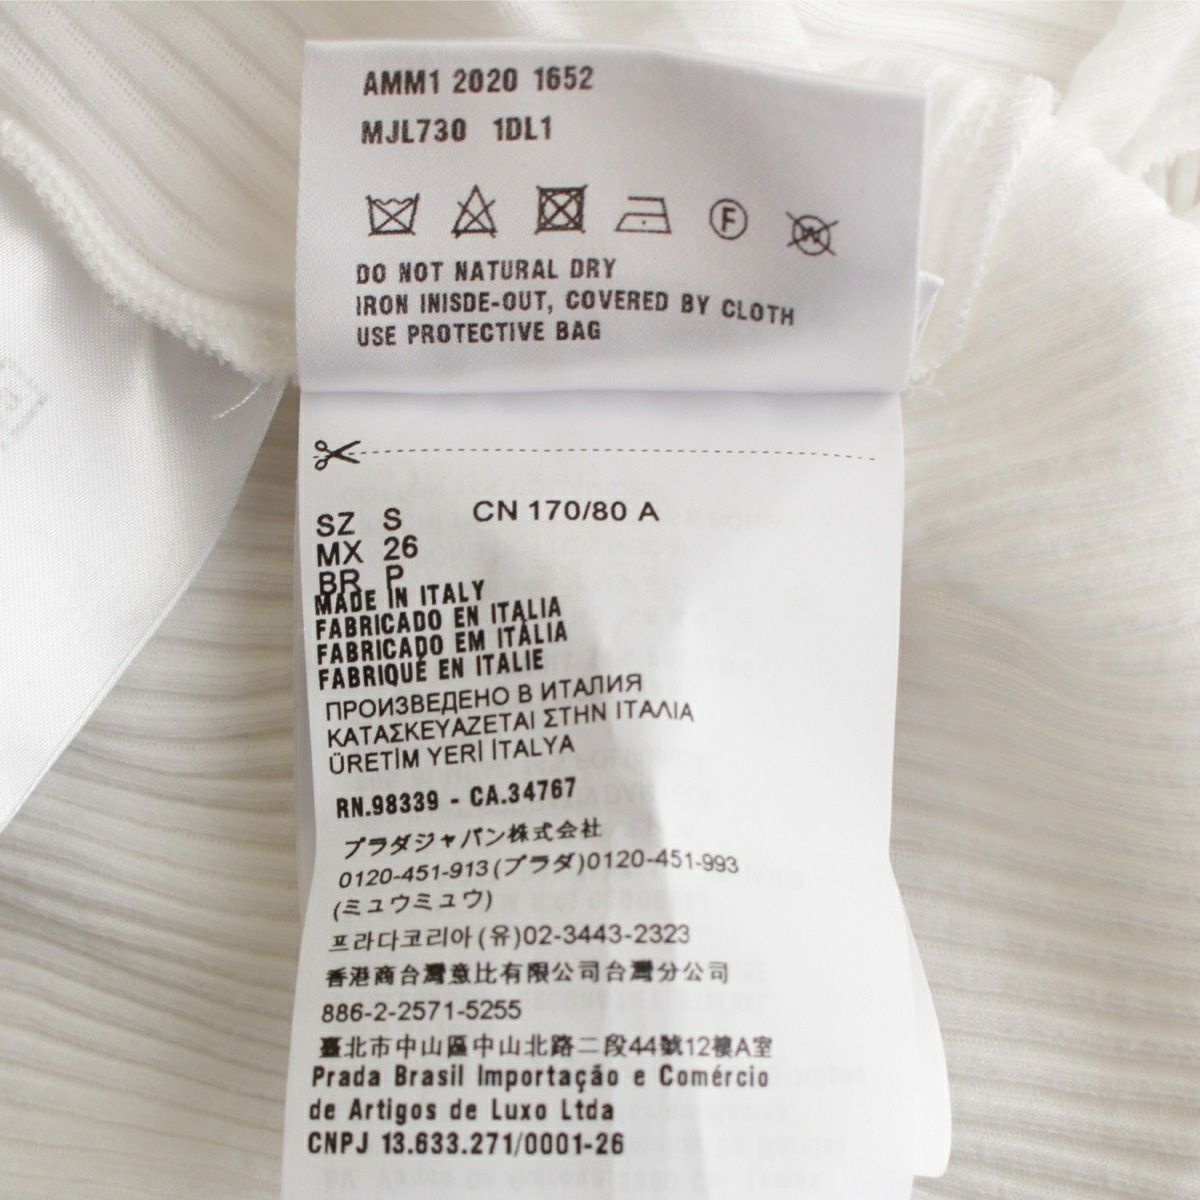 AMM1 2020 1652
MJL730 1DL1
F
W
DO NOT NATURAL DRY
IRON INISDE-OUT, COVERED BY CLOTH
USE PROTECTIVE BAG
SZ S CN 170/80 A
MX 26
BR P
MADE IN ITALY
FABRICADO EN ITALIA
FABRICADO EM ITÁLIA
FABRIQUÉ EN ITALIE
ПРОИЗВЕДЕНО В ИТАЛИЯ
ΚΑΤΑΣΚΕΥΑΖΕΤΑΙ ΣΤΗΝ ΙΤΑΛΙΑ
ÜRETİM YERİ İTALYA
RN.98339 - CA.34767
プラダジャパン株式会社
0120-451-913(プラダ)0120-451-993
(ミュウミュウ)
프라다코리아(유)02-3443-2323
香港商台灣意比有限公司台灣分公司
886-2-2571-5255
臺北市中山區中山北路二段44號12樓A室
Prada Brasil Importação e Comércio
de Artigos de Luxo Ltda
CNPJ 13.633.271/0001-26